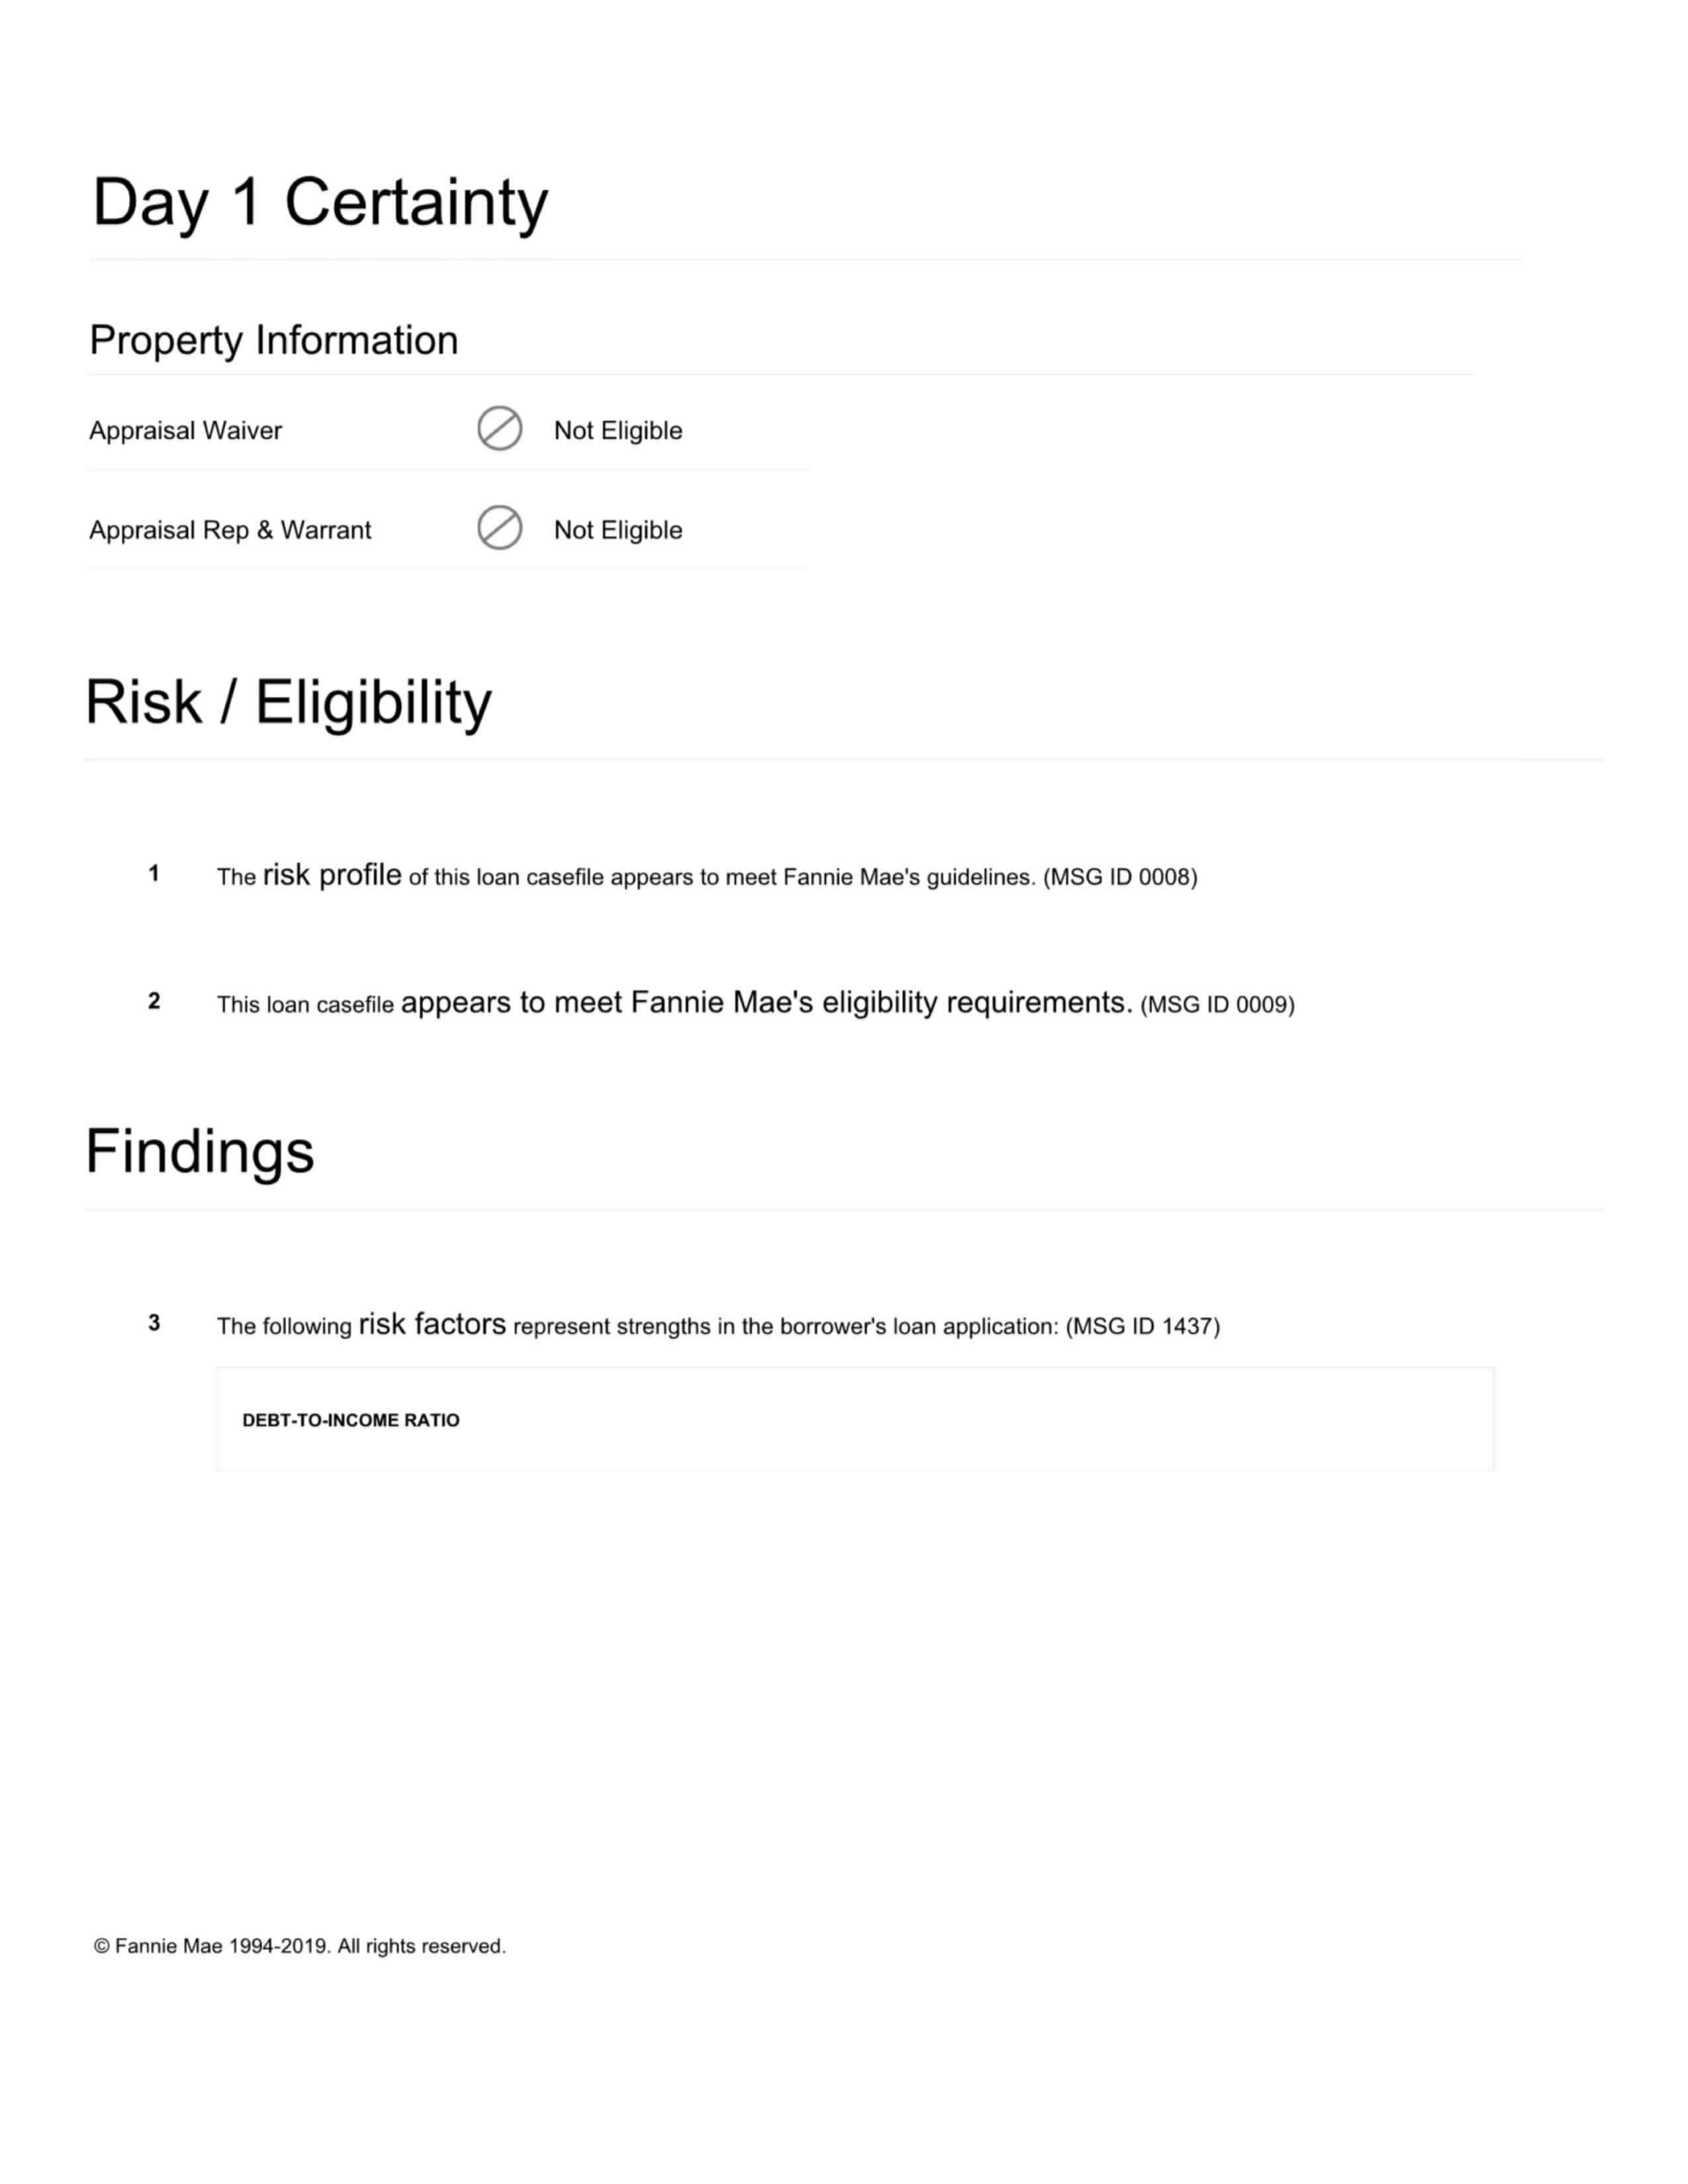 Day 1 Certainty
Property Information
Appraisal Waiver Not Eligible
Appraisal Rep & Warrant Not Eligible
Risk / Eligibility
1 The risk profile of this loan casefile appears to meet Fannie Mae's guidelines. (MSG ID 0008)
2 This loan casefile appears to meet Fannie Mae's eligibility requirements. (MSG ID 0009)
Findings
3 The following risk factors represent strengths in the borrower's loan application: (MSG ID 1437)
DEBT-TO-INCOME RATIO
© Fannie Mae 1994-2019. All rights reserved.